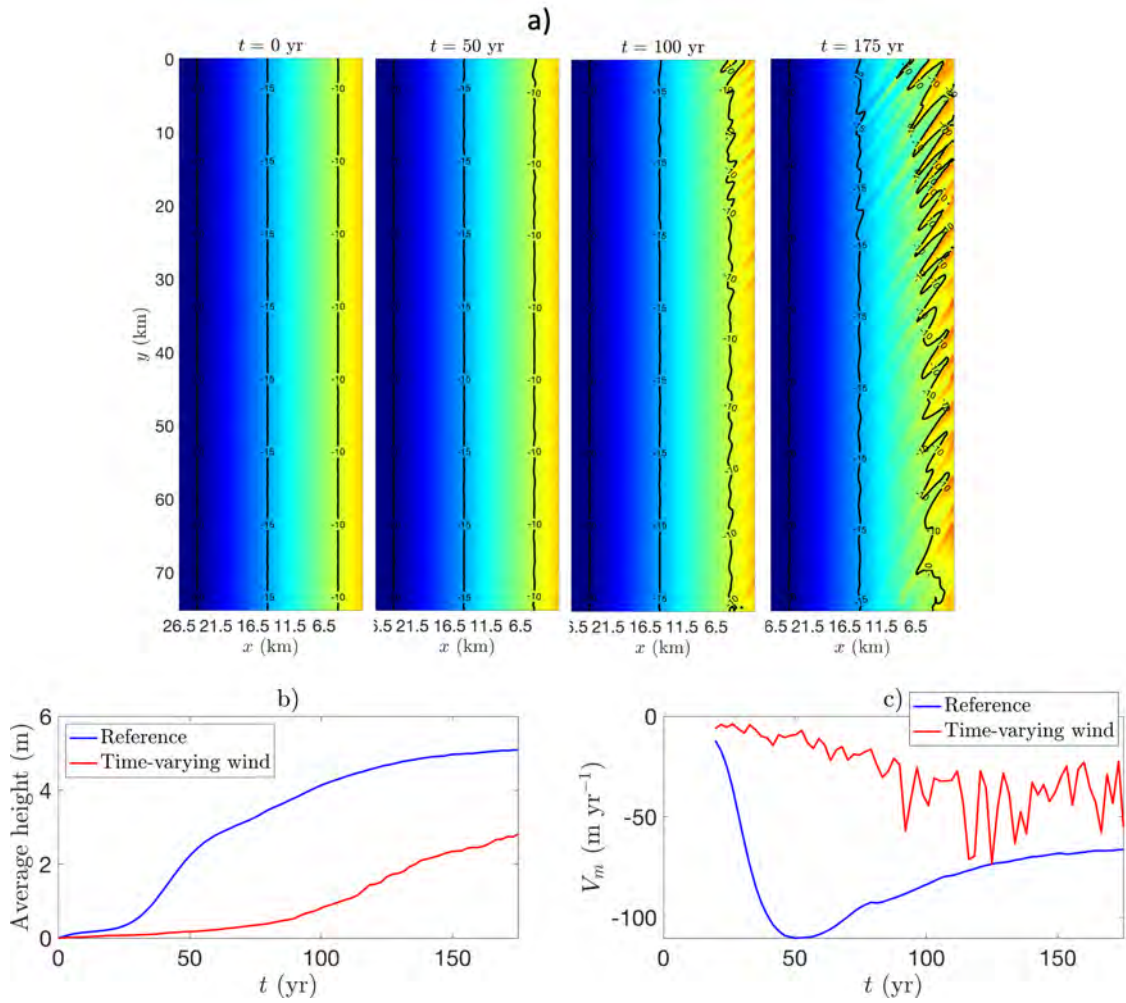 a)
t = 0 yr
t = 50 yr
t = 100 yr
t = 175 yr
0
10
20
30
40
50
60
70
y (km)
-15
-10
26.5 21.5 16.5 11.5 6.5
5.5 21.5 16.5 11.5 6.5
5.5 21.5 16.5 11.5 6.5
6.5 21.5 16.5 11.5 6.5
x (km)
x (km)
x (km)
x (km)
b)
Reference
Time-varying wind
Average height (m)
6
4
2
0
0 50 100 150
t (yr)
c)
Reference
Time-varying wind
V_m (m yr⁻¹)
0
-50
-100
0 50 100 150
t (yr)